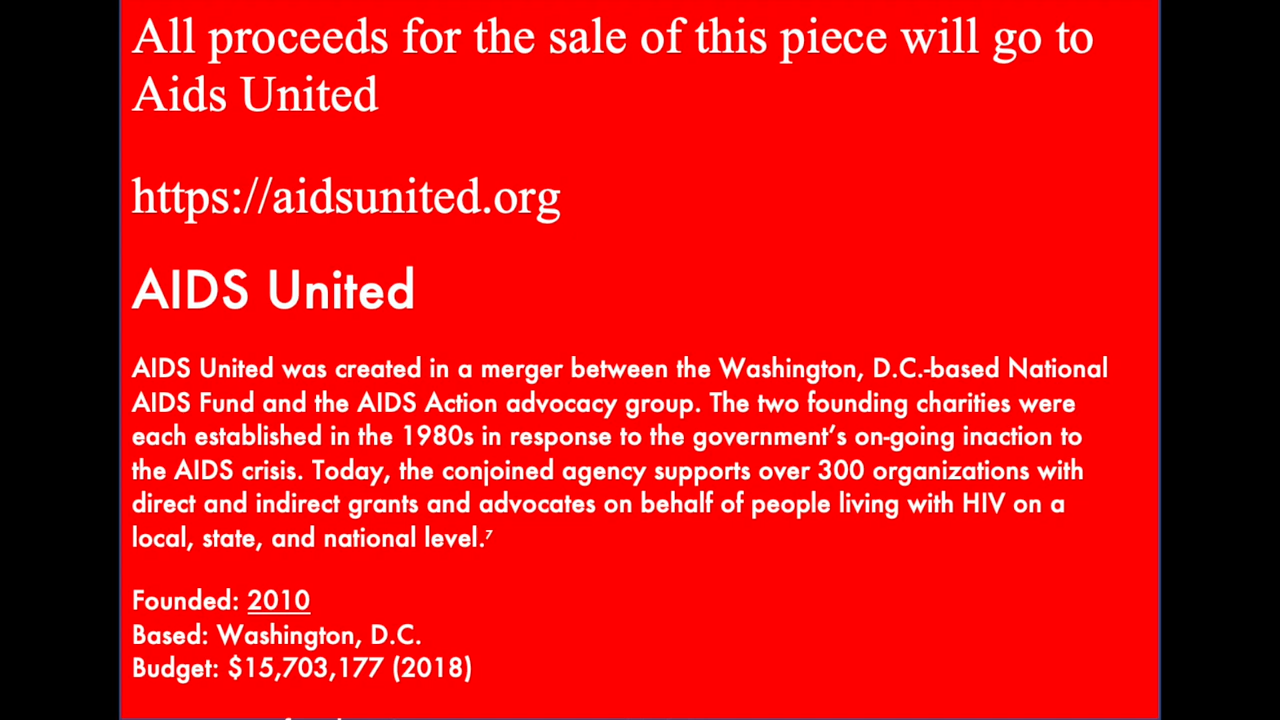 All proceeds for the sale of this piece will go to
Aids United
https://aidsunited.org
AIDS United
AIDS United was created in a merger between the Washington, D.C.-based National
AIDS Fund and the AIDS Action advocacy group. The two founding charities were
each established in the 1980s in response to the government’s on-going inaction to
the AIDS crisis. Today, the conjoined agency supports over 300 organizations with
direct and indirect grants and advocates on behalf of people living with HIV on a
local, state, and national level.⁷
Founded: 2010
Based: Washington, D.C.
Budget: $15,703,177 (2018)